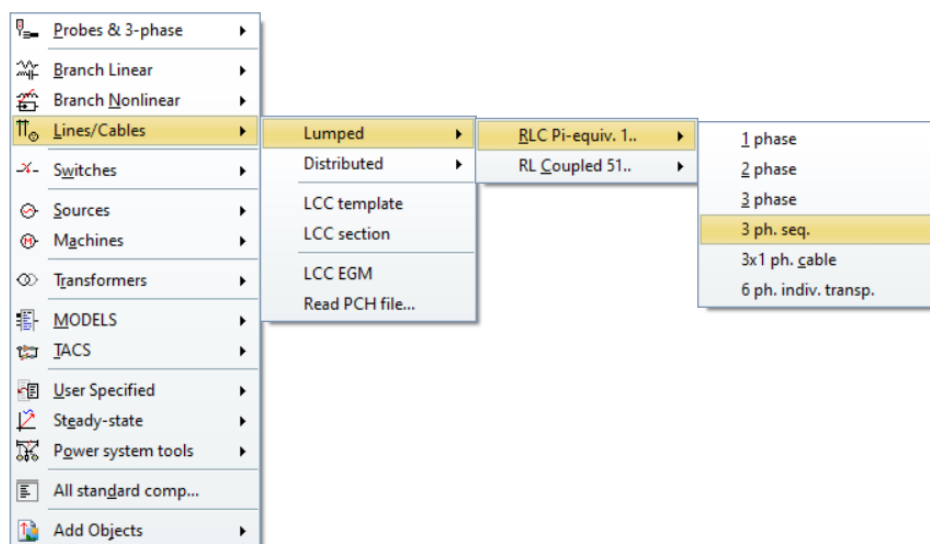 Probes & 3-phase
Branch Linear
Branch Nonlinear
Lines/Cables
Switches
Sources
Machines
Transformers
MODELS
TACS
User Specified
Steady-state
Power system tools
All standard comp...
Add Objects
Lumped
Distributed
LCC template
LCC section
LCC EGM
Read PCH file...
RLC Pi-equiv. 1..
RL Coupled 51..
1 phase
2 phase
3 phase
3 ph. seq.
3x1 ph. cable
6 ph. indiv. transp.